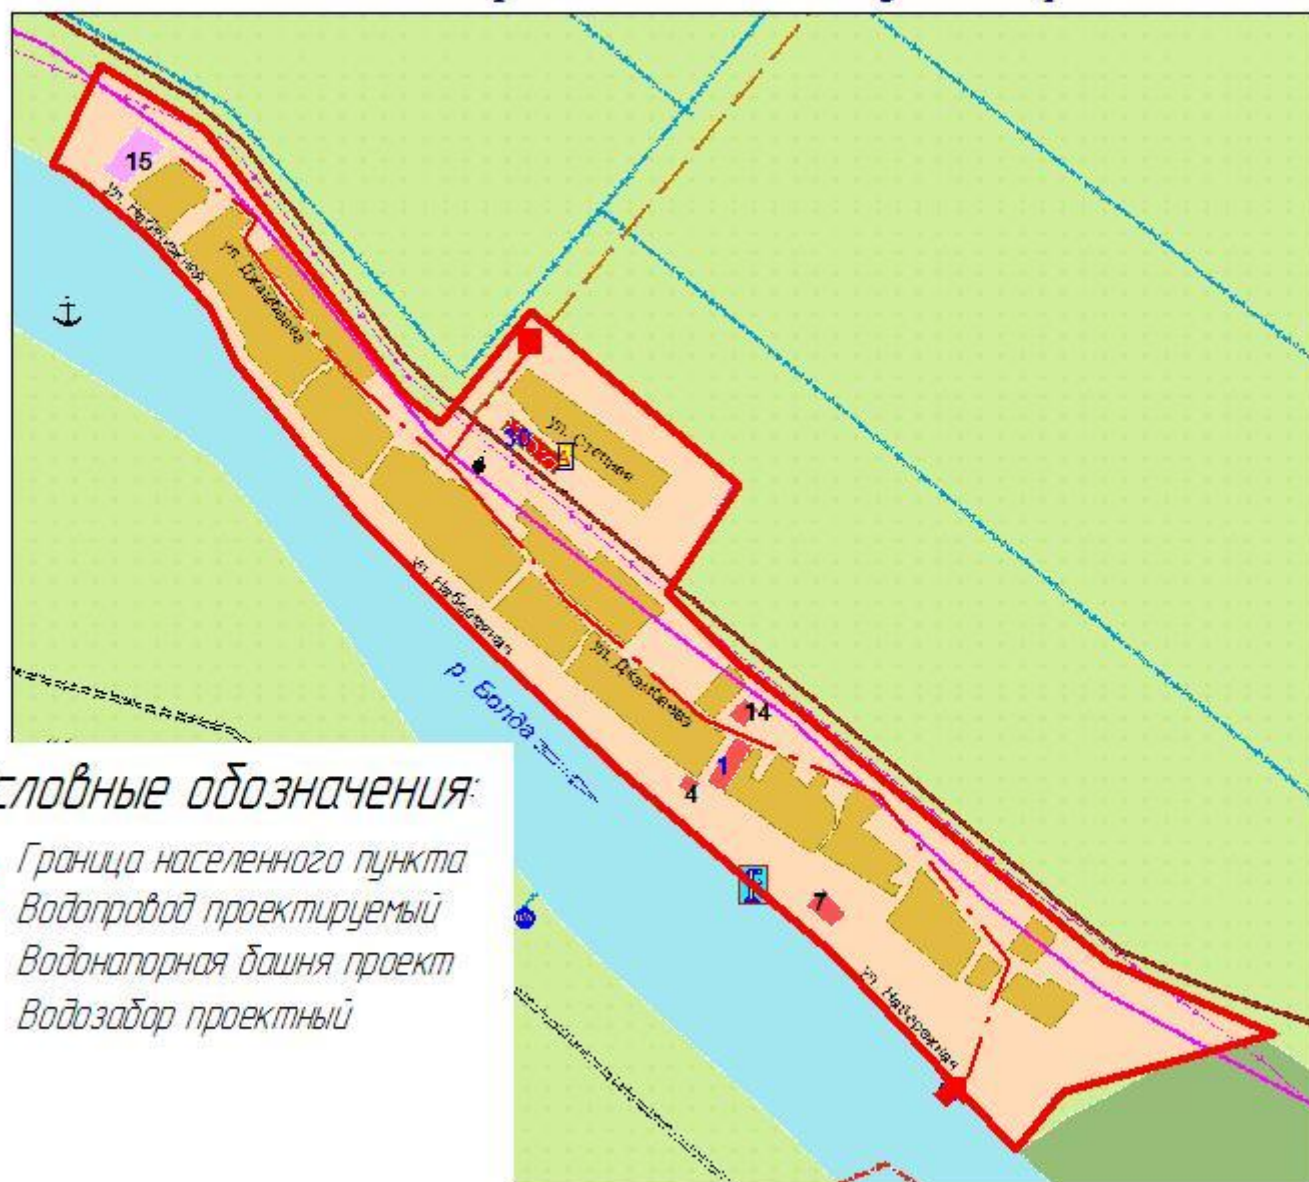 15
ул. Набережная
ул. Джамбаева
30
ул. Степная
ул. Набережная
р. Болда
ул. Джамбаева
14
1
4
7
ул. Набережная
словные обозначения:
Граница населенного пункта
Водопровод проектируемый
Водонапорная башня проект
Водозабор проектный